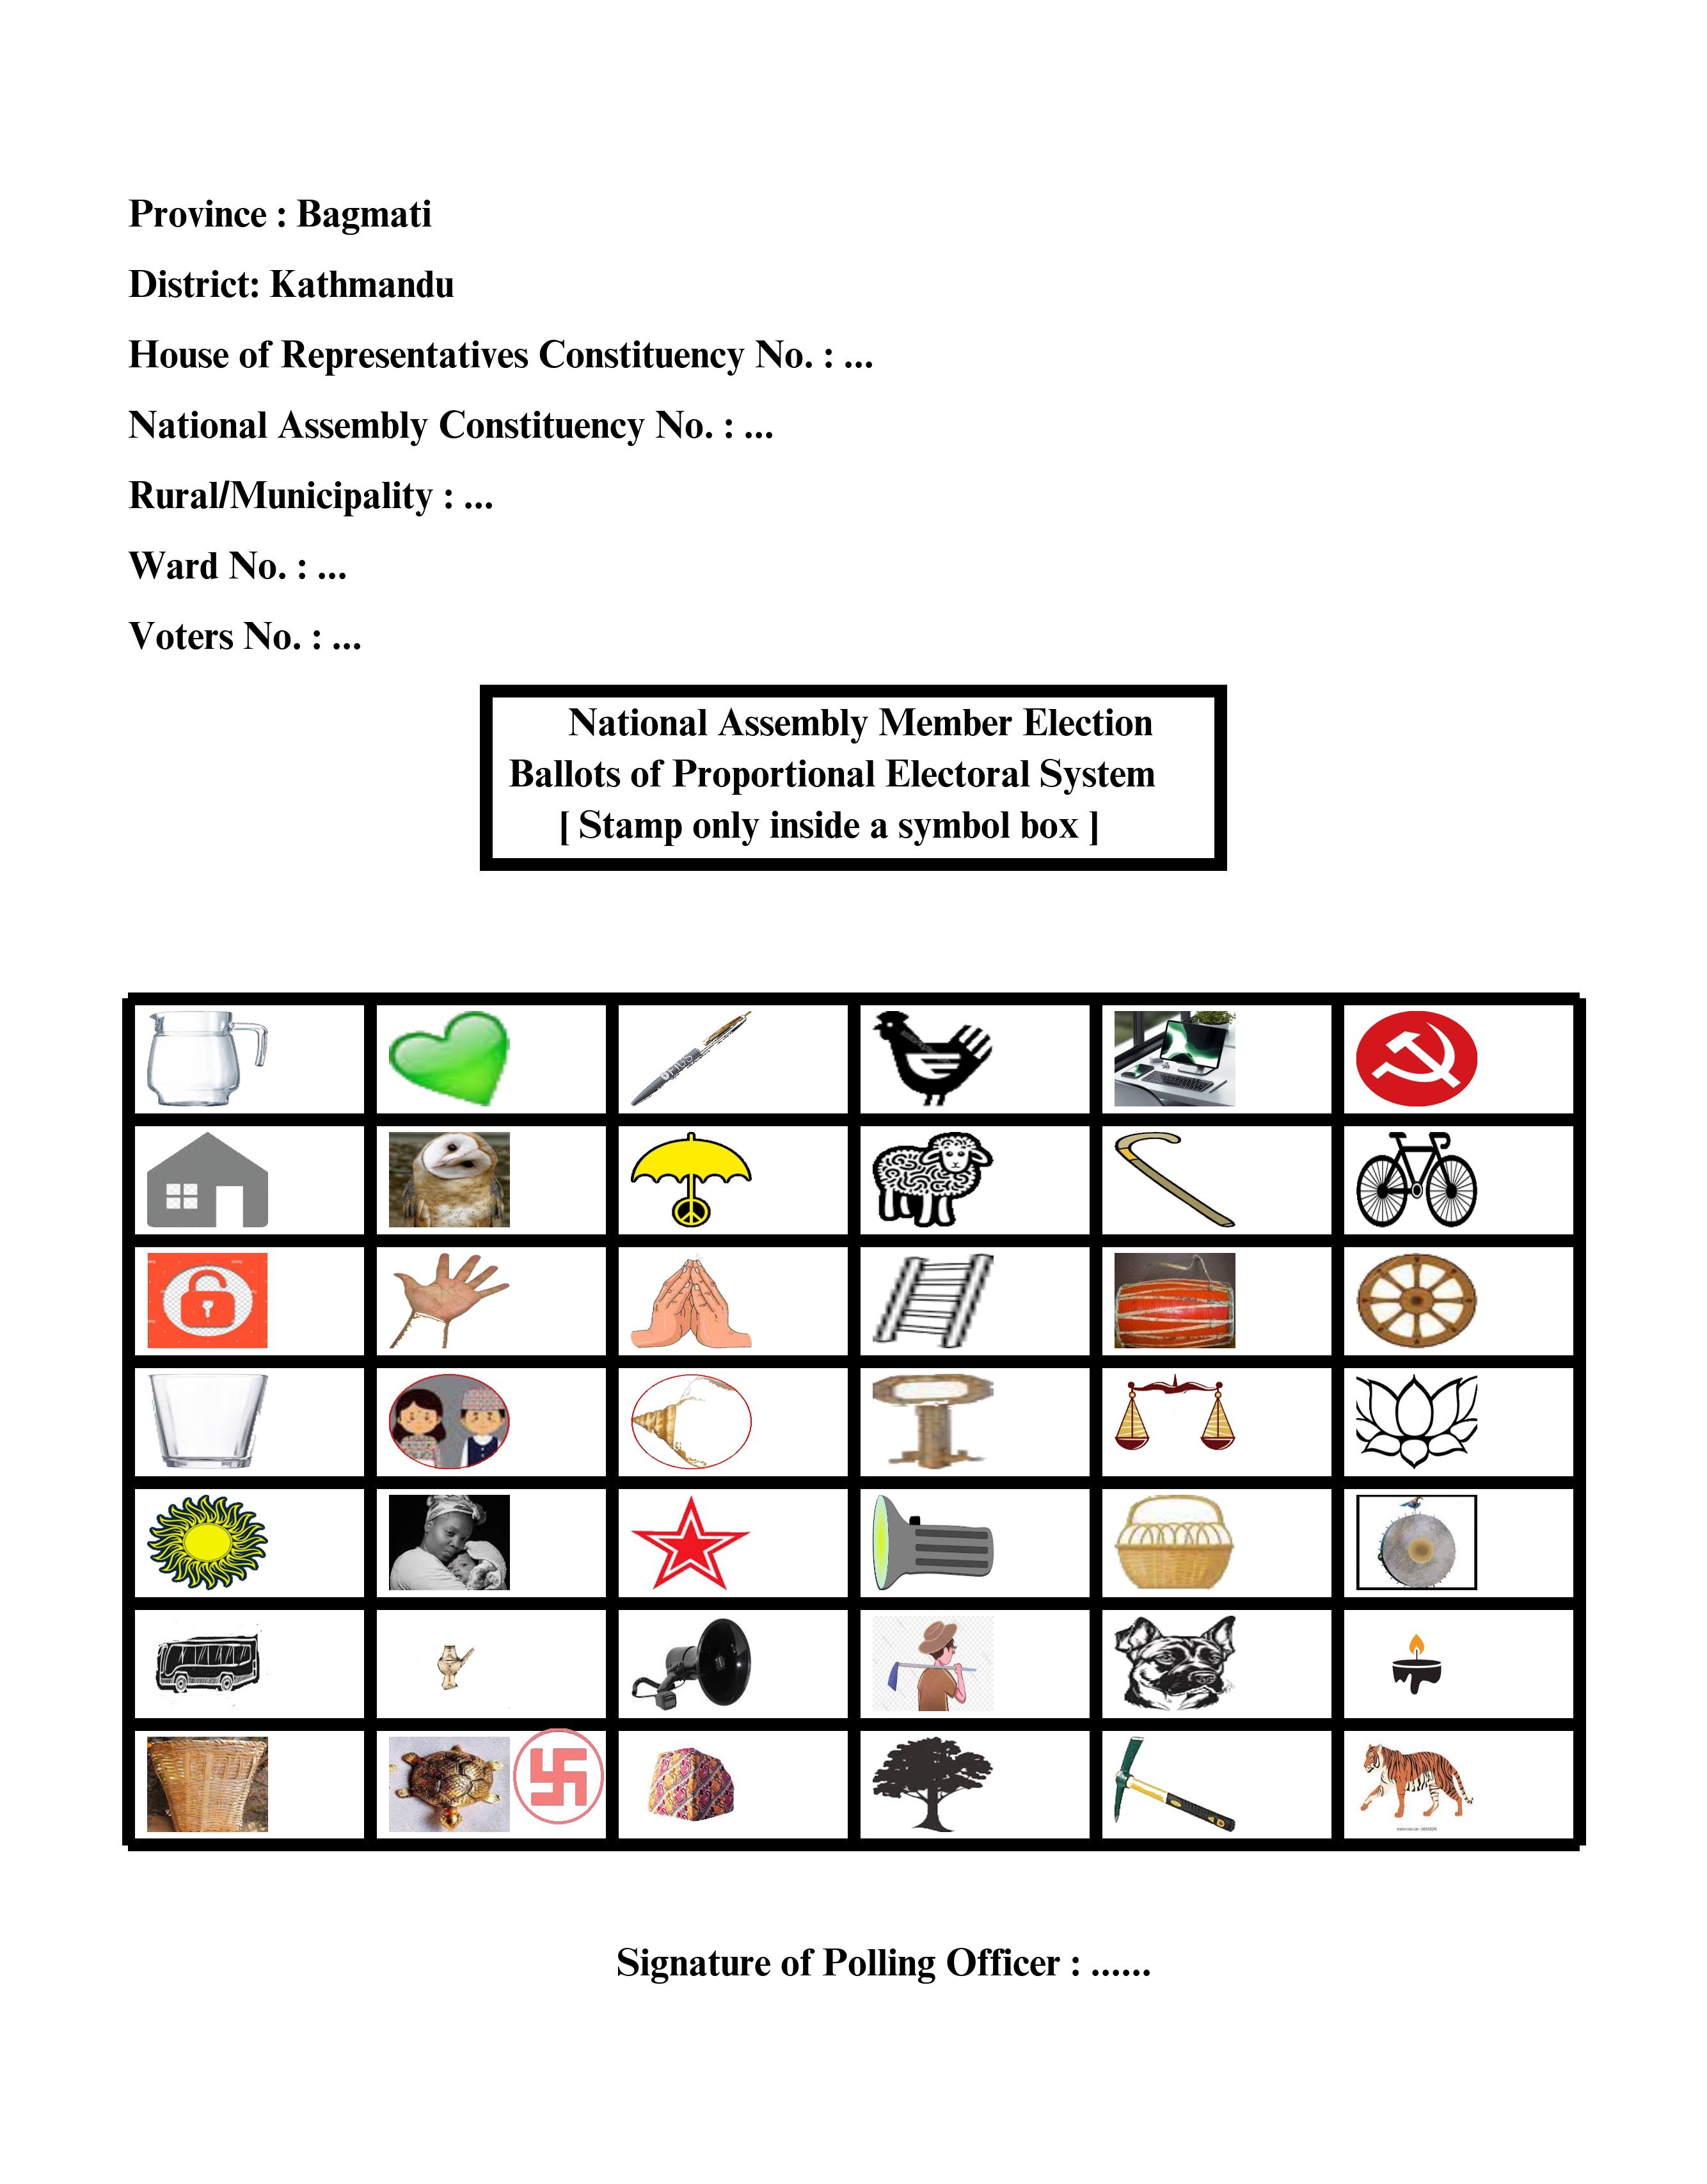 Province : Bagmati
District: Kathmandu
House of Representatives Constituency No. : ...
National Assembly Constituency No. : ...
Rural/Municipality : ...
Ward No. : ...
Voters No. : ...
National Assembly Member Election
Ballots of Proportional Electoral System
[ Stamp only inside a symbol box ]
Signature of Polling Officer : ......